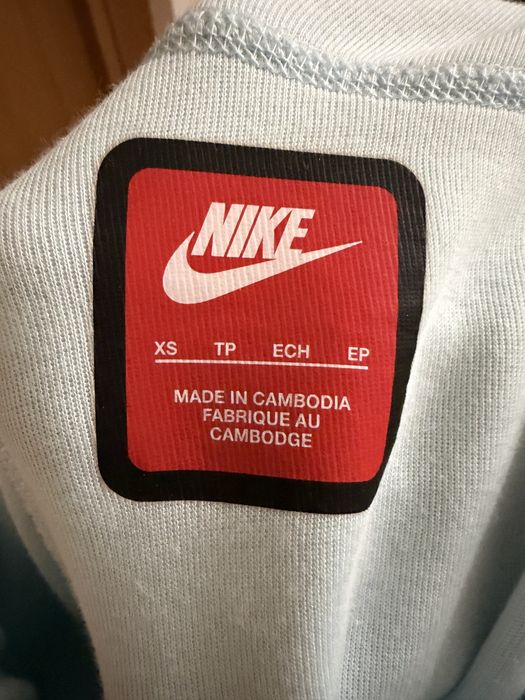 NIKE
XS TP ECH EP
MADE IN CAMBODIA
FABRIQUE AU
CAMBODGE